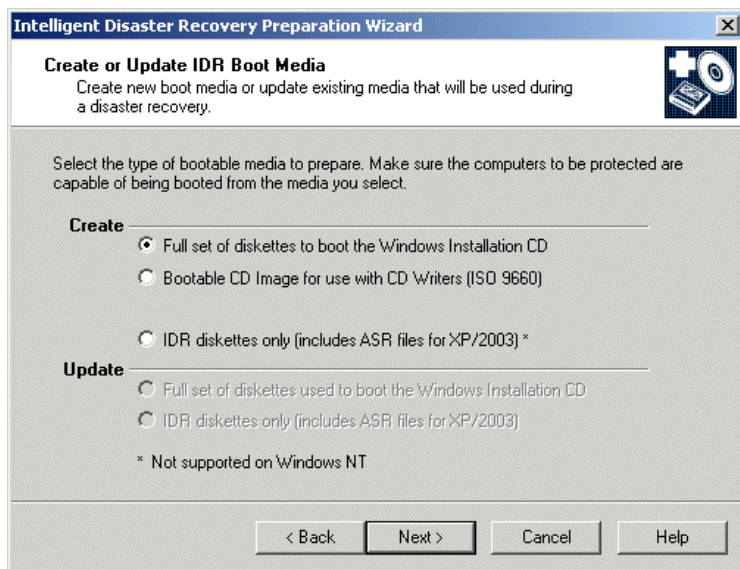 Intelligent Disaster Recovery Preparation Wizard
Create or Update IDR Boot Media
Create new boot media or update existing media that will be used during
a disaster recovery.
Select the type of bootable media to prepare. Make sure the computers to be protected are
capable of being booted from the media you select.
Create
Full set of diskettes to boot the Windows Installation CD
Bootable CD Image for use with CD Writers (ISO 9660)
IDR diskettes only (includes ASR files for XP/2003) *
Update
Full set of diskettes used to boot the Windows Installation CD
IDR diskettes only (includes ASR files for XP/2003)
* Not supported on Windows NT
< Back
Next >
Cancel
Help